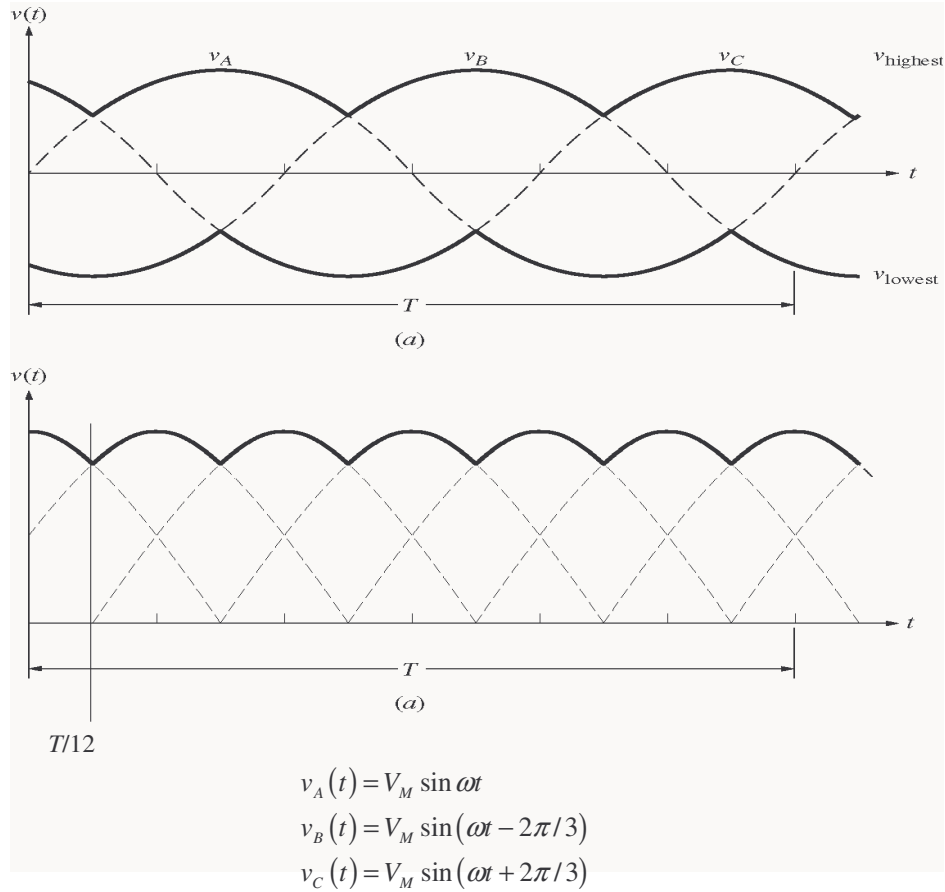 v(t)
v_A v_B v_C v_highest
t
v_lowest
T
(a)
v(t)
t
T
(a)
T/12
v_A(t) = V_M sin ωt
v_B(t) = V_M sin(ωt − 2π/3)
v_C(t) = V_M sin(ωt + 2π/3)